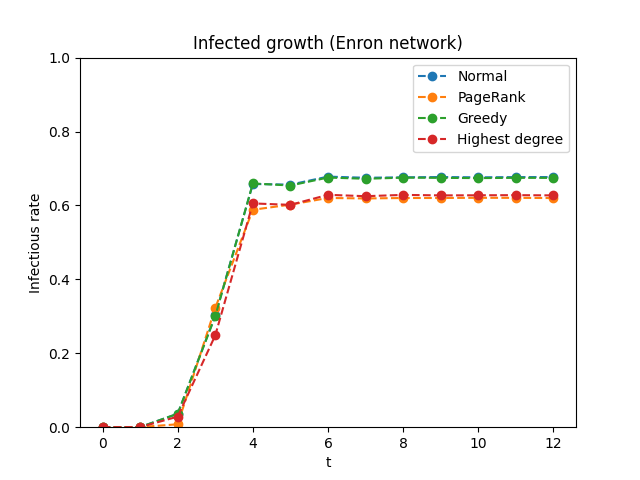 Infected growth (Enron network)
Normal
PageRank
Greedy
Highest degree
Infectious rate
1.0
0.8
0.6
0.4
0.2
0.0
0 2 4 6 8 10 12
t